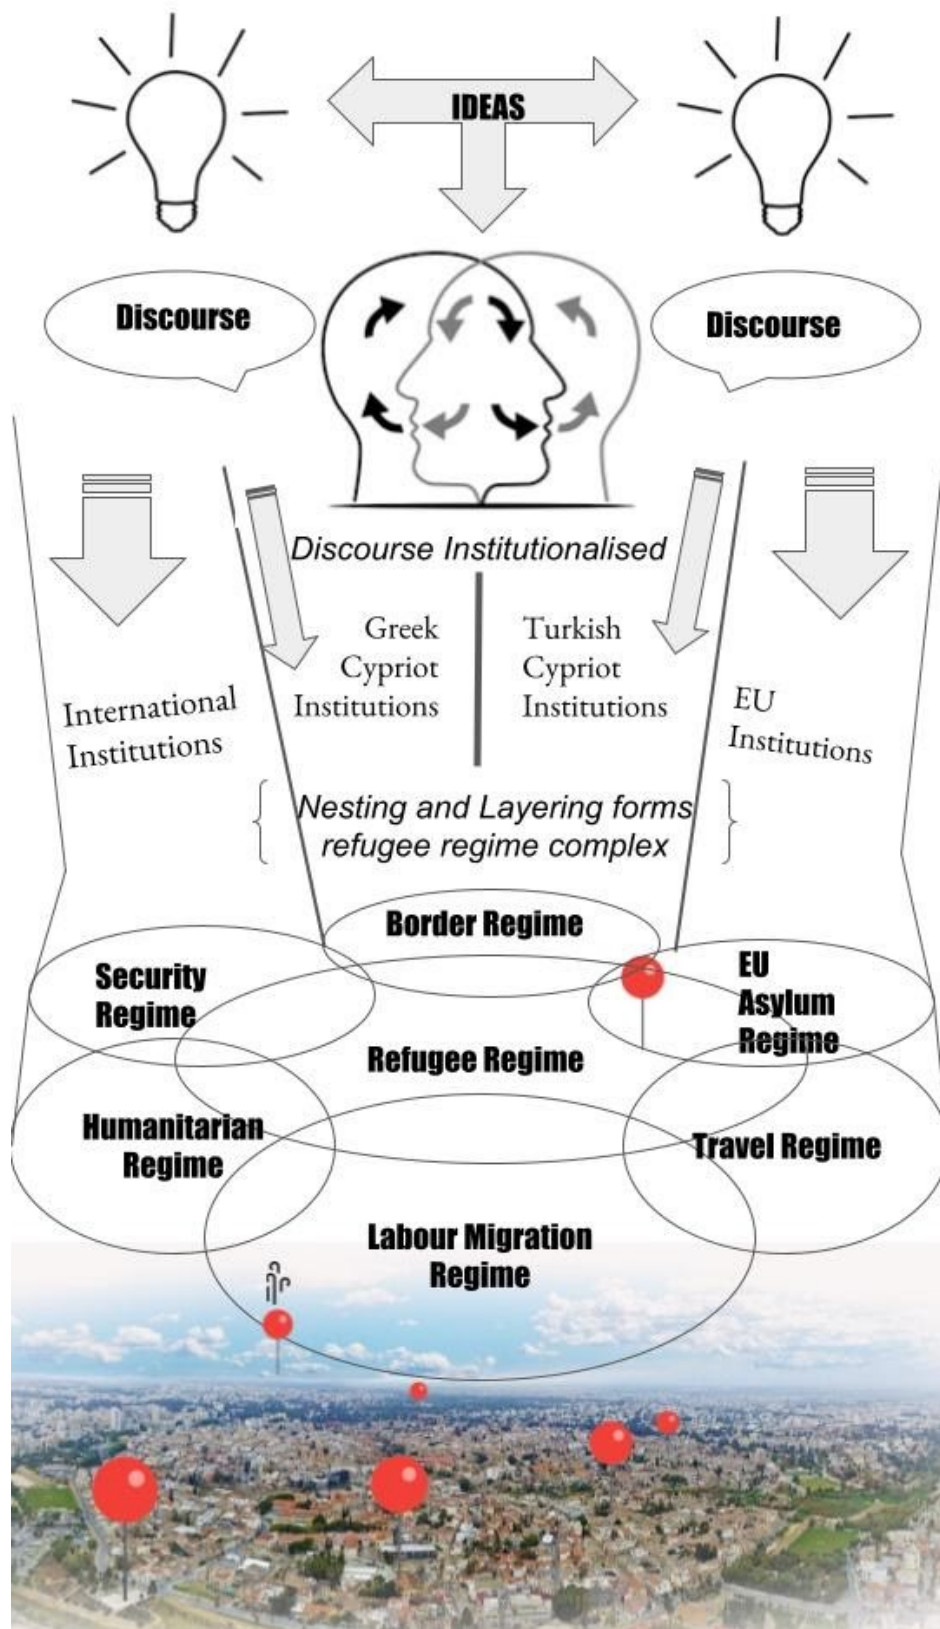 IDEAS
Discourse
Discourse
Discourse Institutionalised
Greek
Cypriot
Institutions
Turkish
Cypriot
Institutions
International
Institutions
EU
Institutions
Nesting and Layering forms
refugee regime complex
Border Regime
Security
Regime
EU
Asylum
Regime
Refugee Regime
Humanitarian
Regime
Travel Regime
Labour Migration
Regime